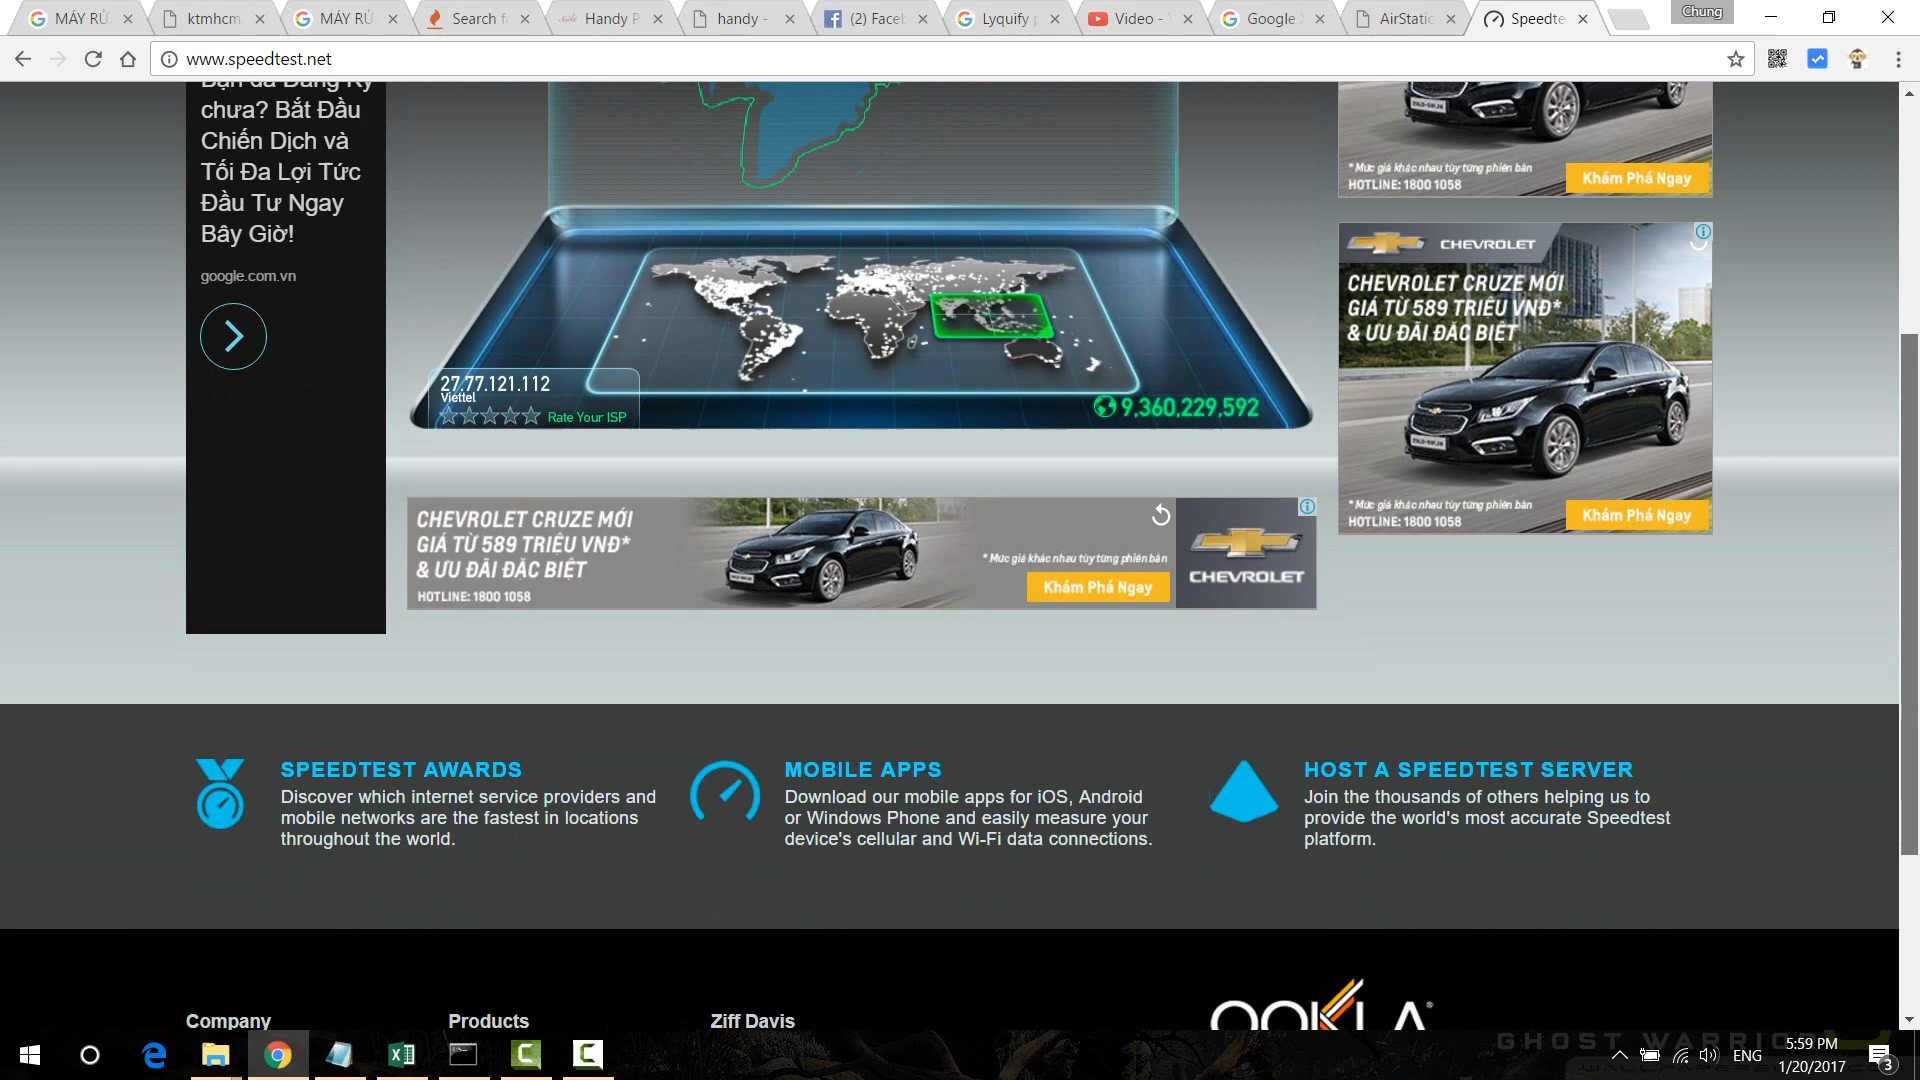 MÁY RỬ
ktmhcm
MÁY RỬ
Search f
Handy P
handy -
(2) Faceb
Lyquify
Video -
Google
AirStatio
Speedte
Chung
www.speedtest.net
chưa? Bắt Đầu
Chiến Dịch và
Tối Đa Lợi Tức
Đầu Tư Ngay
Bây Giờ!
google.com.vn
27.77.121.112
Viettel
Rate Your ISP
9,360,229,592
* Mức giá khác nhau tùy từng phiên bản
HOTLINE: 1800 1058
Khám Phá Ngay
CHEVROLET
CHEVROLET CRUZE MỚI
GIÁ TỪ 589 TRIỆU VNĐ*
& ƯU ĐÃI ĐẶC BIỆT
* Mức giá khác nhau tùy từng phiên bản
HOTLINE: 1800 1058
Khám Phá Ngay
CHEVROLET CRUZE MỚI
GIÁ TỪ 589 TRIỆU VNĐ*
& ƯU ĐÃI ĐẶC BIỆT
HOTLINE: 1800 1058
* Mức giá khác nhau tùy từng phiên bản
Khám Phá Ngay
CHEVROLET
SPEEDTEST AWARDS
Discover which internet service providers and
mobile networks are the fastest in locations
throughout the world.
MOBILE APPS
Download our mobile apps for iOS, Android
or Windows Phone and easily measure your
device's cellular and Wi-Fi data connections.
HOST A SPEEDTEST SERVER
Join the thousands of others helping us to
provide the world's most accurate Speedtest
platform.
Company
Products
Ziff Davis
OOKLA
GHOST WARRIO
ENG
5:59 PM
1/20/2017
3